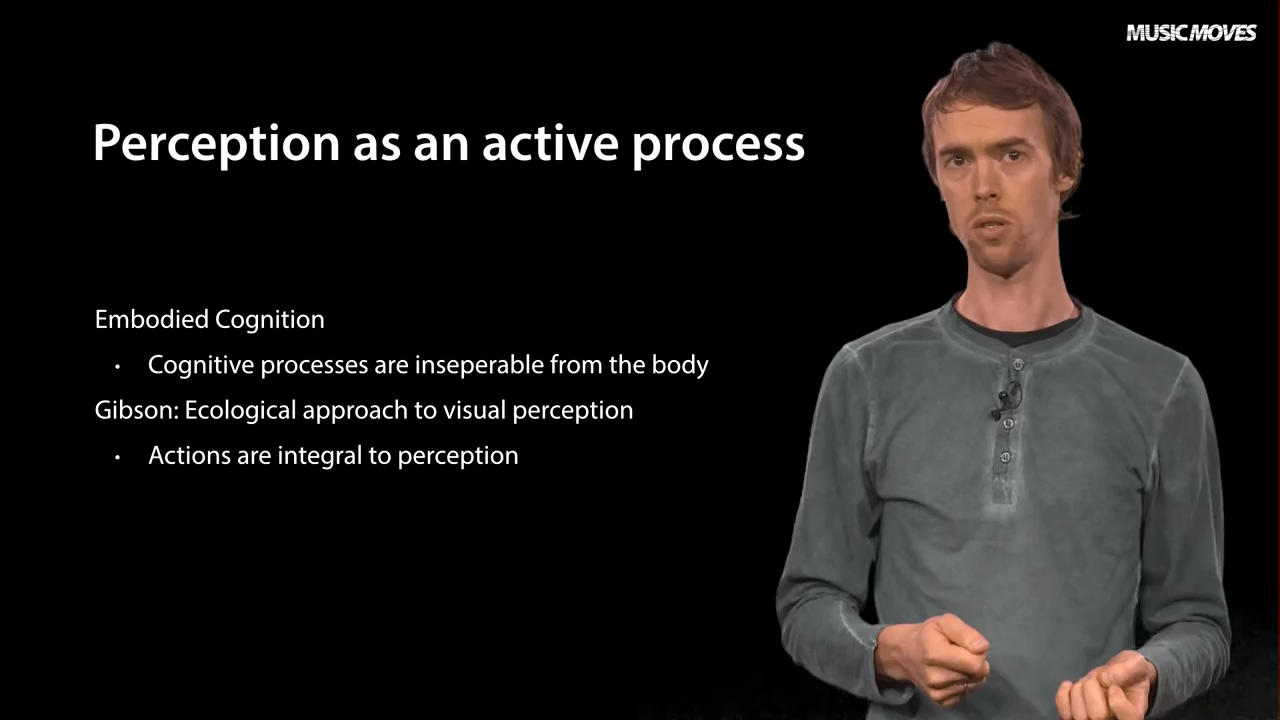 MUSIC MOVES
Perception as an active process
Embodied Cognition
• Cognitive processes are inseperable from the body
Gibson: Ecological approach to visual perception
• Actions are integral to perception